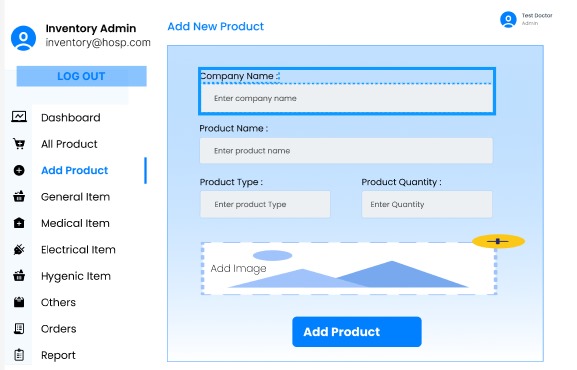 Inventory Admin
inventory@hosp.com
LOG OUT
Dashboard
All Product
Add Product
General Item
Medical Item
Electrical Item
Hygenic Item
Others
Orders
Report
Add New Product
Test Doctor
Admin
Company Name :
Enter company name
Product Name :
Enter product name
Product Type :
Product Quantity :
Enter product Type
Enter Quantity
Add Image
Add Product